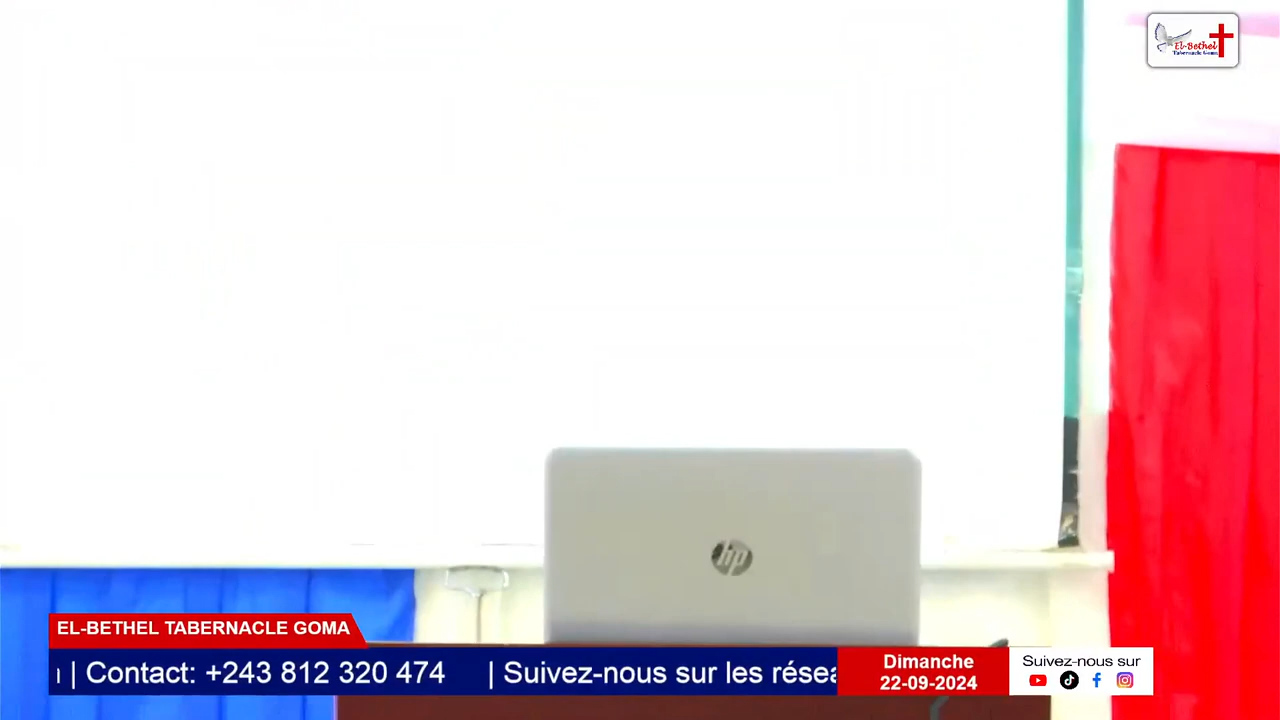 El-Bethel
Tabernacle Goma
hp
EL-BETHEL TABERNACLE GOMA
| Contact: +243 812 320 474 | Suivez-nous sur les
Dimanche
22-09-2024
Suivez-nous sur